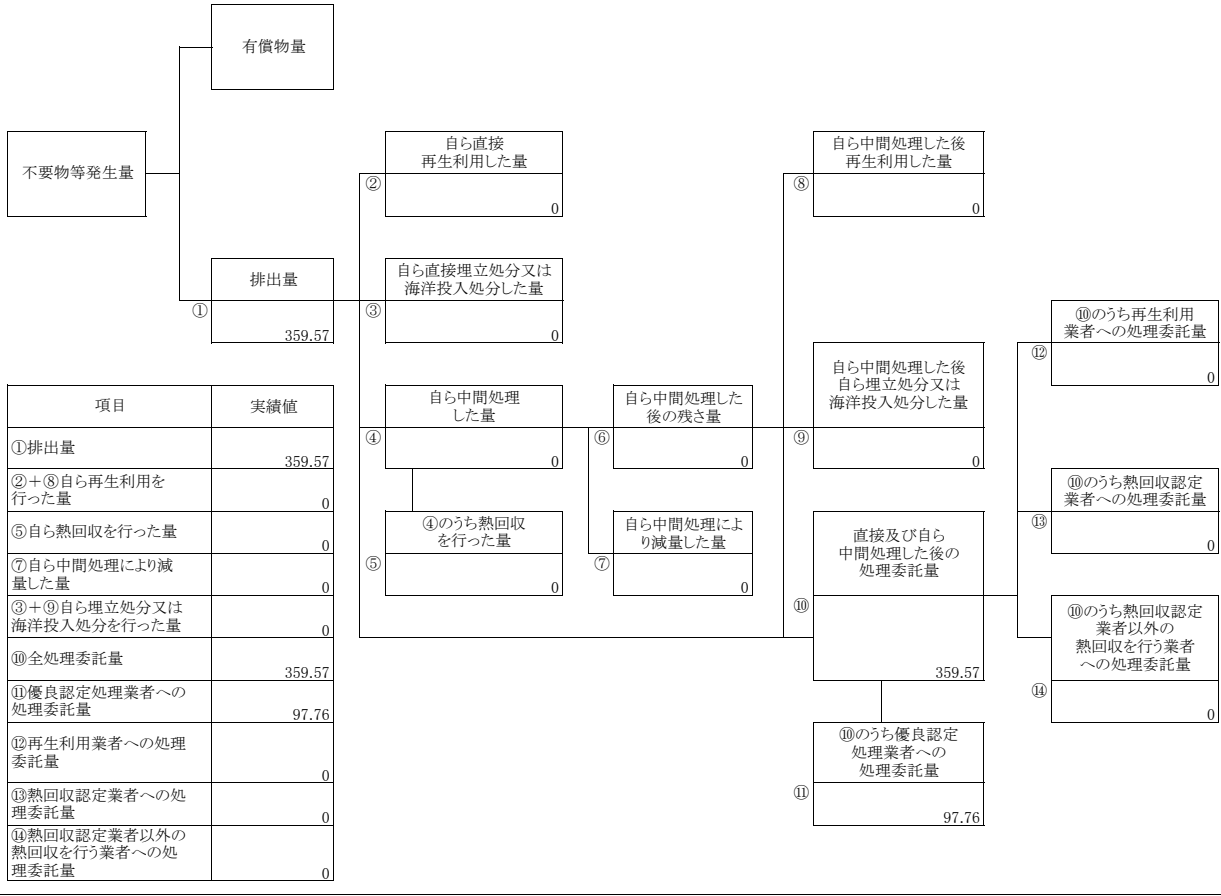 有償物量
不要物等発生量
自ら直接
再生利用した量
②
0
自ら中間処理した後
再生利用した量
⑧
0
排出量
①
359.57
自ら直接埋立処分又は
海洋投入処分した量
③
0
自ら中間処理
した量
④
0
自ら中間処理した
後の残さ量
⑥
0
自ら中間処理した後
自ら埋立処分又は
海洋投入処分した量
⑨
0
⑩のうち再生利用
業者への処理委託量
⑫
0
④のうち熱回収
を行った量
⑤
0
自ら中間処理によ
り減量した量
⑦
0
直接及び自ら
中間処理した後の
処理委託量
⑩
359.57
⑩のうち熱回収認定
業者への処理委託量
⑬
0
⑩のうち熱回収認定
業者以外の
熱回収を行う業者
への処理委託量
⑭
0
⑩のうち優良認定
処理業者への
処理委託量
⑪
97.76
項目 実績値
①排出量
359.57
②＋⑧自ら再生利用を
行った量
0
⑤自ら熱回収を行った量
0
⑦自ら中間処理により減
量した量
0
③＋⑨自ら埋立処分又は
海洋投入処分を行った量
0
⑩全処理委託量
359.57
⑪優良認定処理業者への
処理委託量
97.76
⑫再生利用業者への処理
委託量
0
⑬熱回収認定業者への処
理委託量
0
⑭熱回収認定業者以外の
熱回収を行う業者への処
理委託量
0